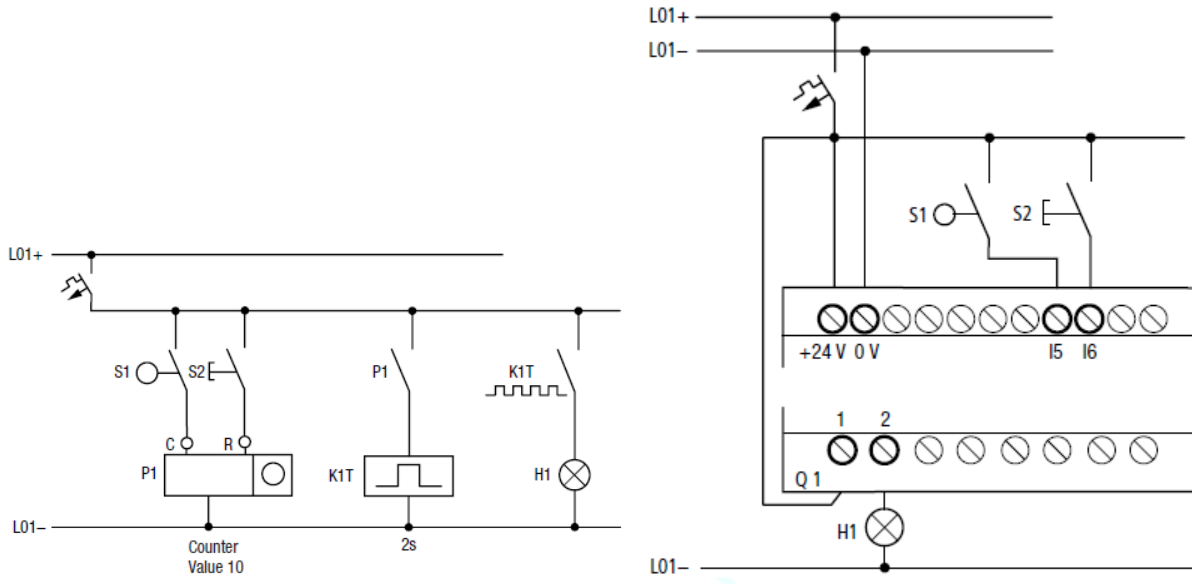 L01+
S1
S2
P1
K1T
C
R
P1
K1T
H1
L01–
Counter
Value 10
2s
L01+
L01–
S1
S2
+24 V
0 V
I5
I6
1
2
Q 1
H1
L01–